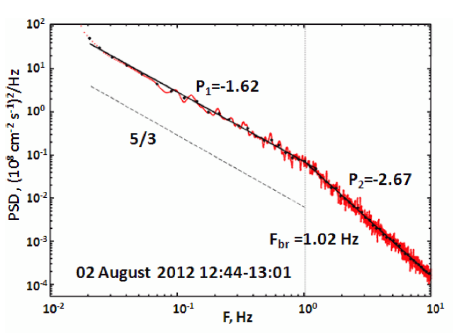 10²
10¹
10⁰
10⁻¹
10⁻²
10⁻³
10⁻⁴
PSD, (10⁸ cm⁻² s⁻¹)²/Hz
P₁=-1.62
5/3
P₂=-2.67
F_br =1.02 Hz
02 August 2012 12:44-13:01
10⁻² 10⁻¹ 10⁰ 10¹
F, Hz